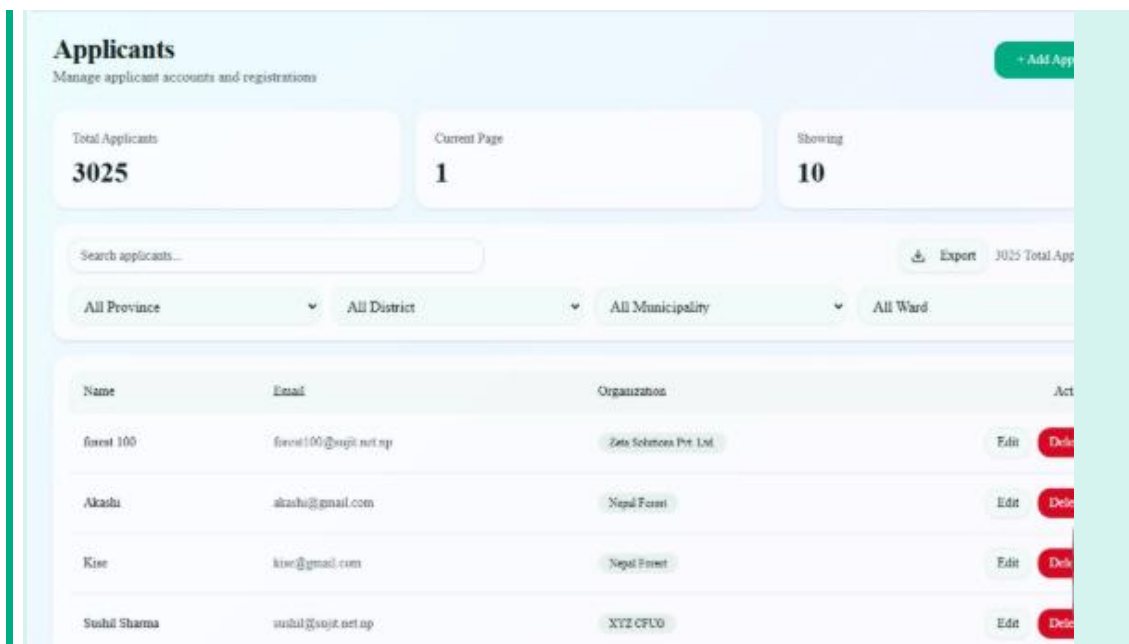 Applicants
Manage applicant accounts and registrations
+ Add App
Total Applicants
3025
Current Page
1
Showing
10
Search applicants...
Export
3025 Total App
All Province
All District
All Municipality
All Ward
Name Email Organization Act
forest 100 forest100@sujit.net.np Zeta Solutions Pvt. Ltd. Edit Dele
Akashi akashi@gmail.com Nepal Forest Edit Dele
Kise kise@gmail.com Nepal Forest Edit Dele
Sushil Sharma sushil@sujit.net.np XYZ CFUG Edit Dele